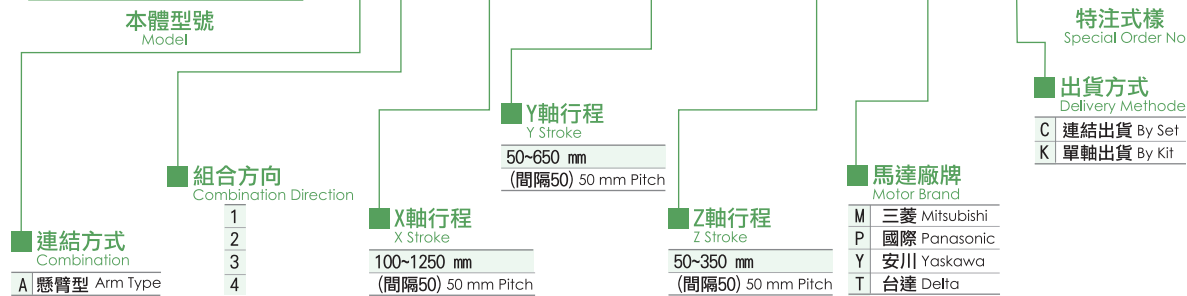 本體型號
Model
特注式樣
Special Order No
出貨方式
Delivery Methode
C 連結出貨 By Set
K 單軸出貨 By Kit
Y軸行程
Y Stroke
50~650 mm
(間隔50) 50 mm Pitch
組合方向
Combination Direction
1
2
3
4
馬達廠牌
Motor Brand
M 三菱 Mitsubishi
P 國際 Panasonic
Y 安川 Yaskawa
T 台達 Delta
X軸行程
X Stroke
100~1250 mm
(間隔50) 50 mm Pitch
Z軸行程
Z Stroke
50~350 mm
(間隔50) 50 mm Pitch
連結方式
Combination
A 懸臂型 Arm Type